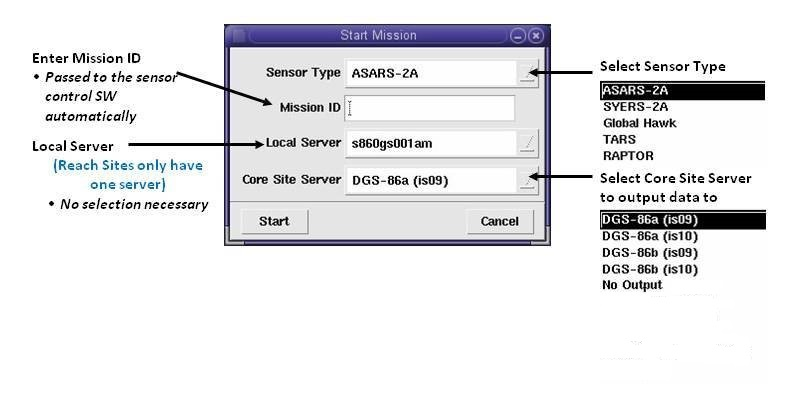 Start Mission
Enter Mission ID
• Passed to the sensor
control SW
automatically
Local Server
(Reach Sites only have
one server)
• No selection necessary
Sensor Type ASARS-2A
Mission ID
Local Server s860gs001am
Core Site Server DGS-86a (is09)
Start Cancel
Select Sensor Type
ASARS-2A
SYERS-2A
Global Hawk
TARS
RAPTOR
Select Core Site Server
to output data to
DGS-86a (is09)
DGS-86a (is10)
DGS-86b (is09)
DGS-86b (is10)
No Output